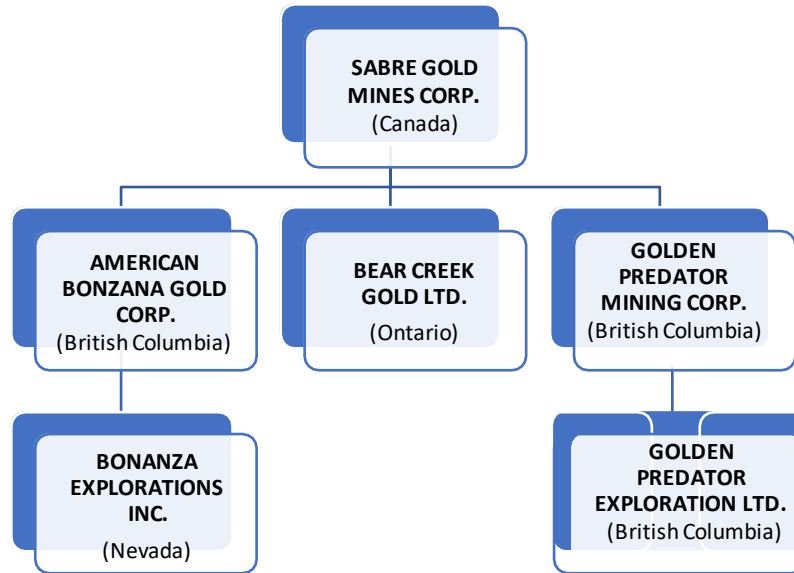 SABRE GOLD
MINES CORP.
(Canada)
AMERICAN
BONZANA GOLD
CORP.
(British Columbia)
BEAR CREEK
GOLD LTD.
(Ontario)
GOLDEN
PREDATOR
MINING CORP.
(British Columbia)
BONANZA
EXPLORATIONS
INC.
(Nevada)
GOLDEN
PREDATOR
EXPLORATION LTD.
(British Columbia)